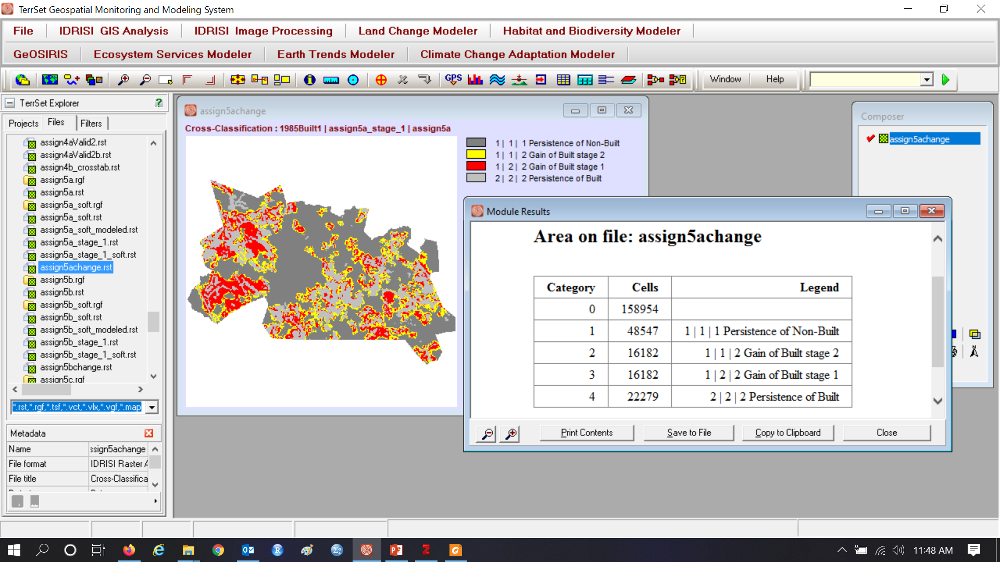 TerrSet Geospatial Monitoring and Modeling System
File IDRISI GIS Analysis IDRISI Image Processing Land Change Modeler Habitat and Biodiversity Modeler
GeOSIRIS Ecosystem Services Modeler Earth Trends Modeler Climate Change Adaptation Modeler
GPS Window Help
TerrSet Explorer ?
Projects Files Filters
assign4aValid2.rst
assign4aValid2b.rst
assign4b_crosstab.rst
assign5a.rgf
assign5a.rst
assign5a_soft.rgf
assign5a_soft.rst
assign5a_soft_modeled.rst
assign5a_stage_1.rst
assign5a_stage_1_soft.rst
assign5achange.rst
assign5b.rgf
assign5b.rst
assign5b_soft.rgf
assign5b_soft.rst
assign5b_soft_modeled.rst
assign5b_stage_1.rst
assign5b_stage_1_soft.rst
assign5bchange.rst
assign5c.rgf
*.rst,*.rgf,*.tsf,*.vct,*.vlx,*.vgf,*.map
Metadata
Name ssign5achange
File format IDRISI Raster A
File title Cross-Classifica
assign5achange
Cross-Classification : 1985Built1 | assign5a_stage_1 | assign5a
1 | 1 | 1 Persistence of Non-Built
1 | 1 | 2 Gain of Built stage 2
1 | 2 | 2 Gain of Built stage 1
2 | 2 | 2 Persistence of Built
Composer
assign5achange
Module Results
Area on file: assign5achange
Category Cells Legend
0 158954
1 48547 1 | 1 | 1 Persistence of Non-Built
2 16182 1 | 1 | 2 Gain of Built stage 2
3 16182 1 | 2 | 2 Gain of Built stage 1
4 22279 2 | 2 | 2 Persistence of Built
Print Contents Save to File Copy to Clipboard Close
11:48 AM